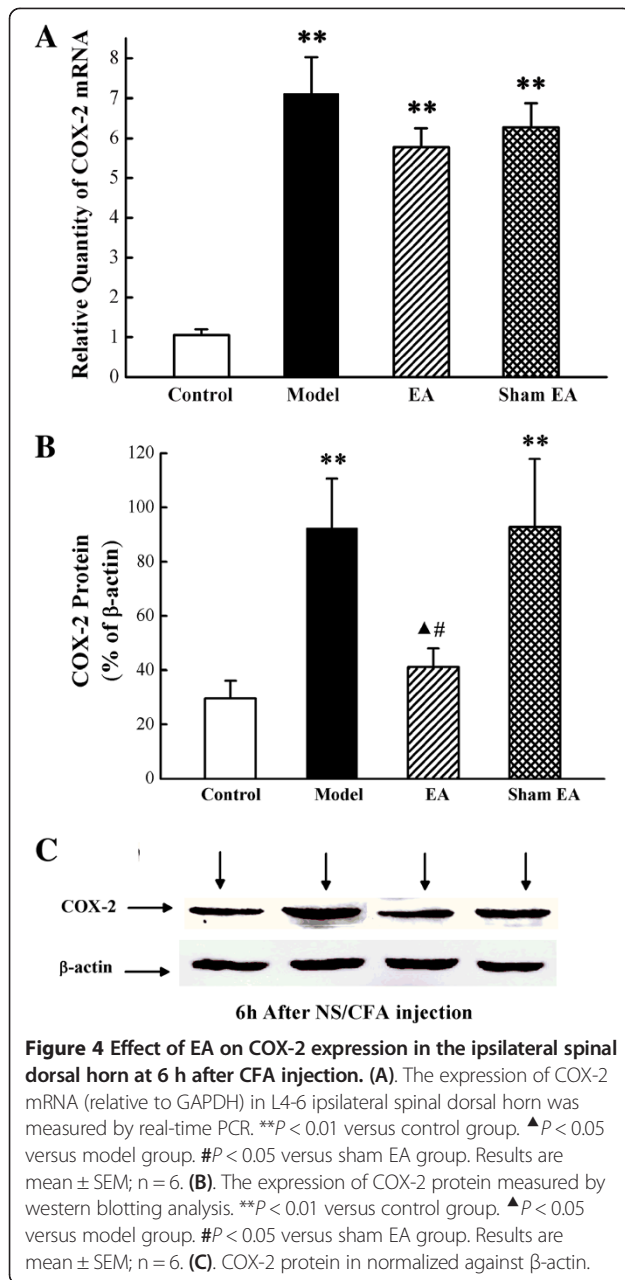 A
Relative Quantity of COX-2 mRNA
8
7
6
5
4
3
2
1
0
**
**
**
Control Model EA Sham EA
B
COX-2 Protein
(% of β-actin)
120
100
80
60
40
20
0
**
▲#
**
Control Model EA Sham EA
C
COX-2
β-actin
6h After NS/CFA injection
Figure 4 Effect of EA on COX-2 expression in the ipsilateral spinal
dorsal horn at 6 h after CFA injection. (A). The expression of COX-2
mRNA (relative to GAPDH) in L4-6 ipsilateral spinal dorsal horn was
measured by real-time PCR. **P < 0.01 versus control group. ▲P < 0.05
versus model group. #P < 0.05 versus sham EA group. Results are
mean ± SEM; n = 6. (B). The expression of COX-2 protein measured by
western blotting analysis. **P < 0.01 versus control group. ▲P < 0.05
versus model group. #P < 0.05 versus sham EA group. Results are
mean ± SEM; n = 6. (C). COX-2 protein in normalized against β-actin.